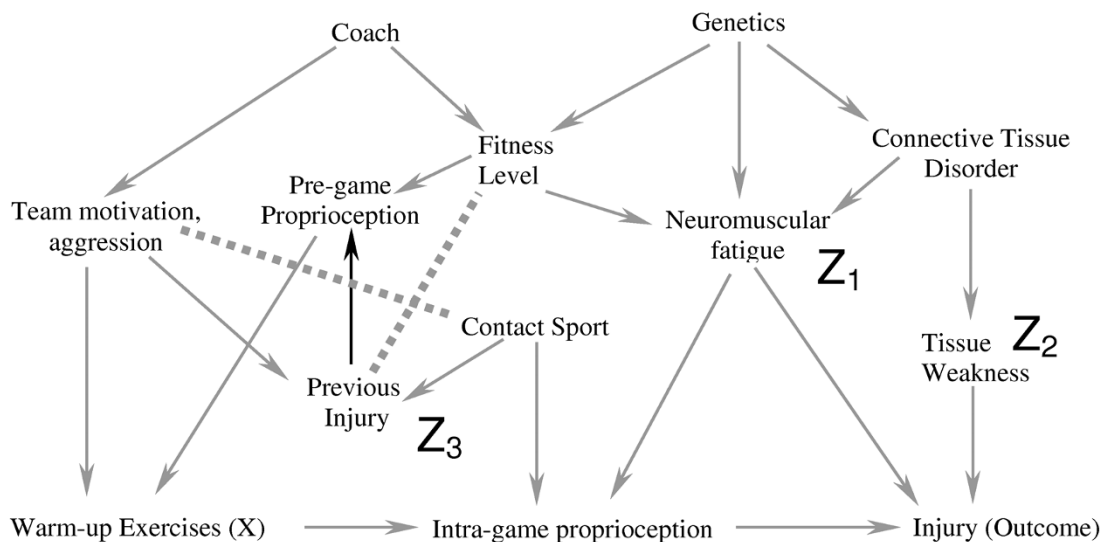 Coach
Genetics
Fitness
Level
Connective Tissue
Disorder
Pre-game
Proprioception
Team motivation,
aggression
Neuromuscular
fatigue
Z₁
Contact Sport
Tissue
Weakness
Z₂
Previous
Injury
Z₃
Warm-up Exercises (X)
Intra-game proprioception
Injury (Outcome)